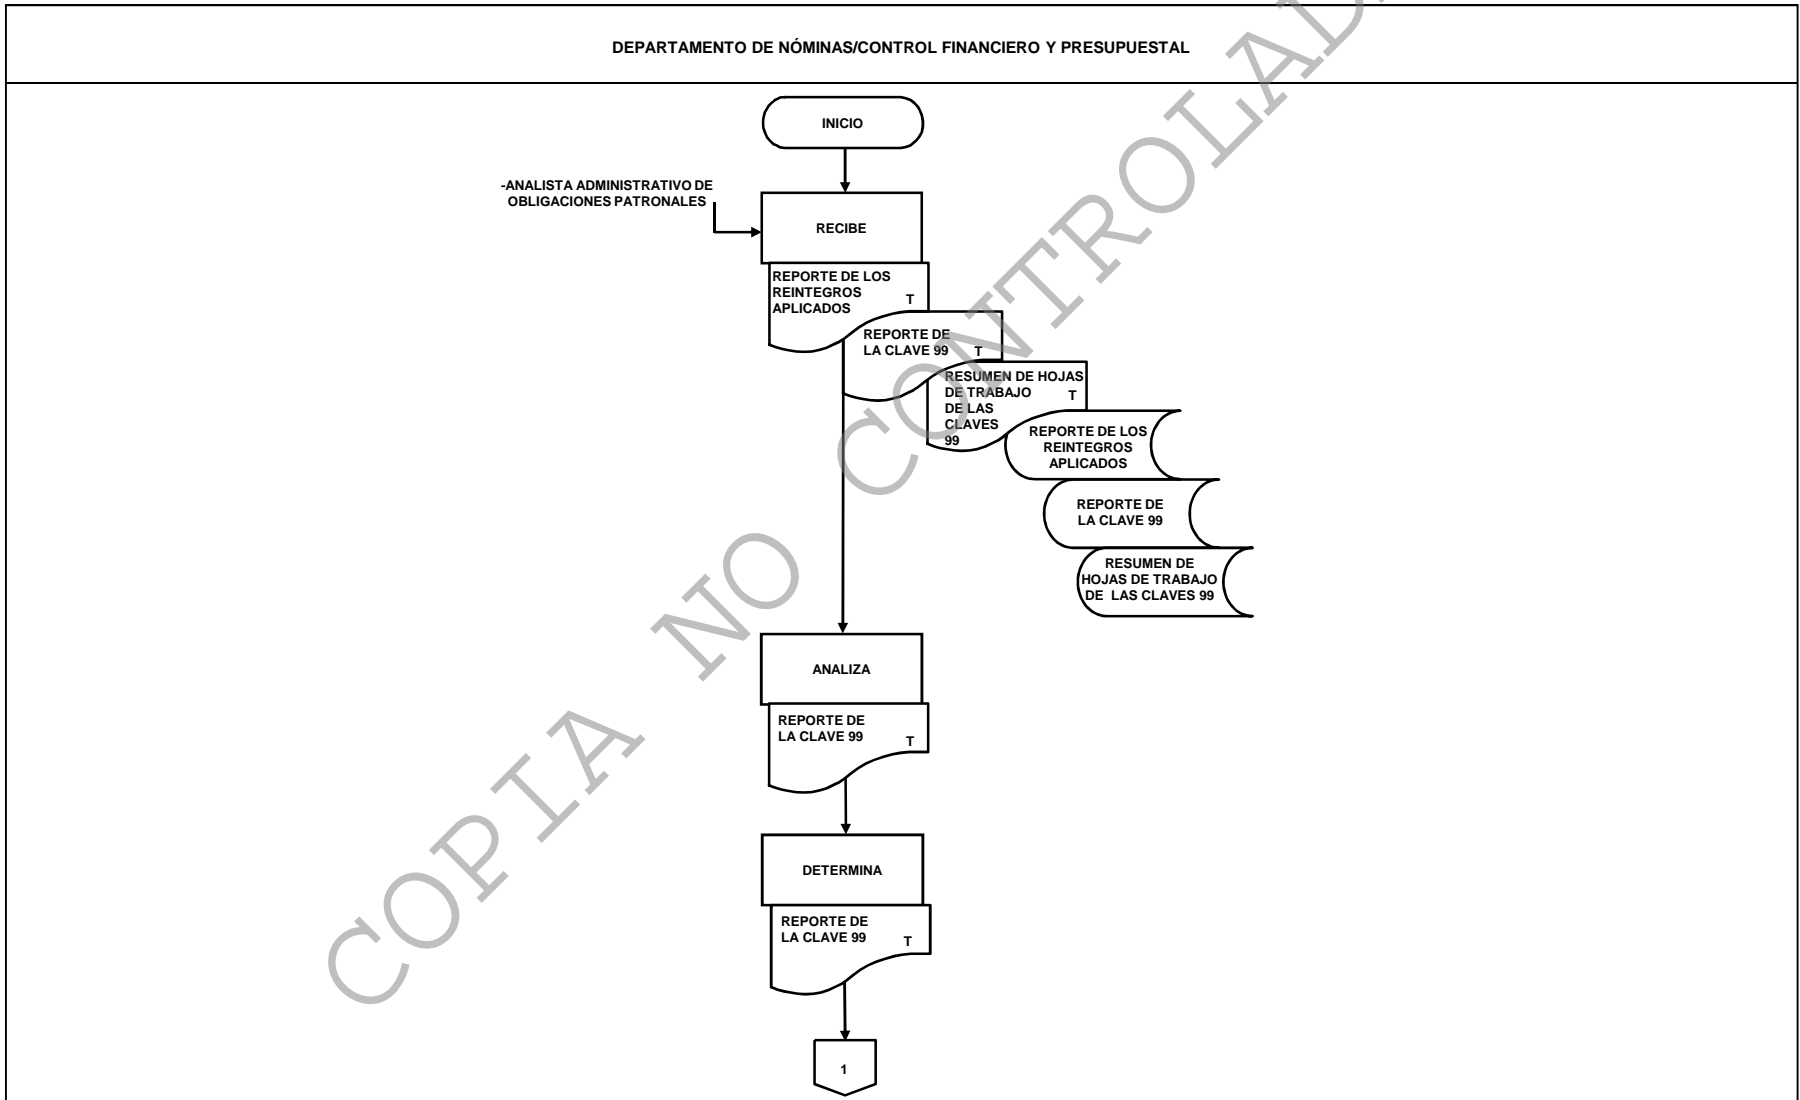 DEPARTAMENTO DE NÓMINAS/CONTROL FINANCIERO Y PRESUPUESTAL
INICIO
-ANALISTA ADMINISTRATIVO DE
OBLIGACIONES PATRONALES
RECIBE
REPORTE DE LOS
REINTEGROS
APLICADOS
T
REPORTE DE
LA CLAVE 99
T
RESUMEN DE HOJAS
DE TRABAJO
DE LAS
CLAVES
99
T
REPORTE DE LOS
REINTEGROS
APLICADOS
REPORTE DE
LA CLAVE 99
RESUMEN DE
HOJAS DE TRABAJO
DE LAS CLAVES 99
ANALIZA
REPORTE DE
LA CLAVE 99
T
DETERMINA
REPORTE DE
LA CLAVE 99
T
1
COPIA NO CONTROLAD